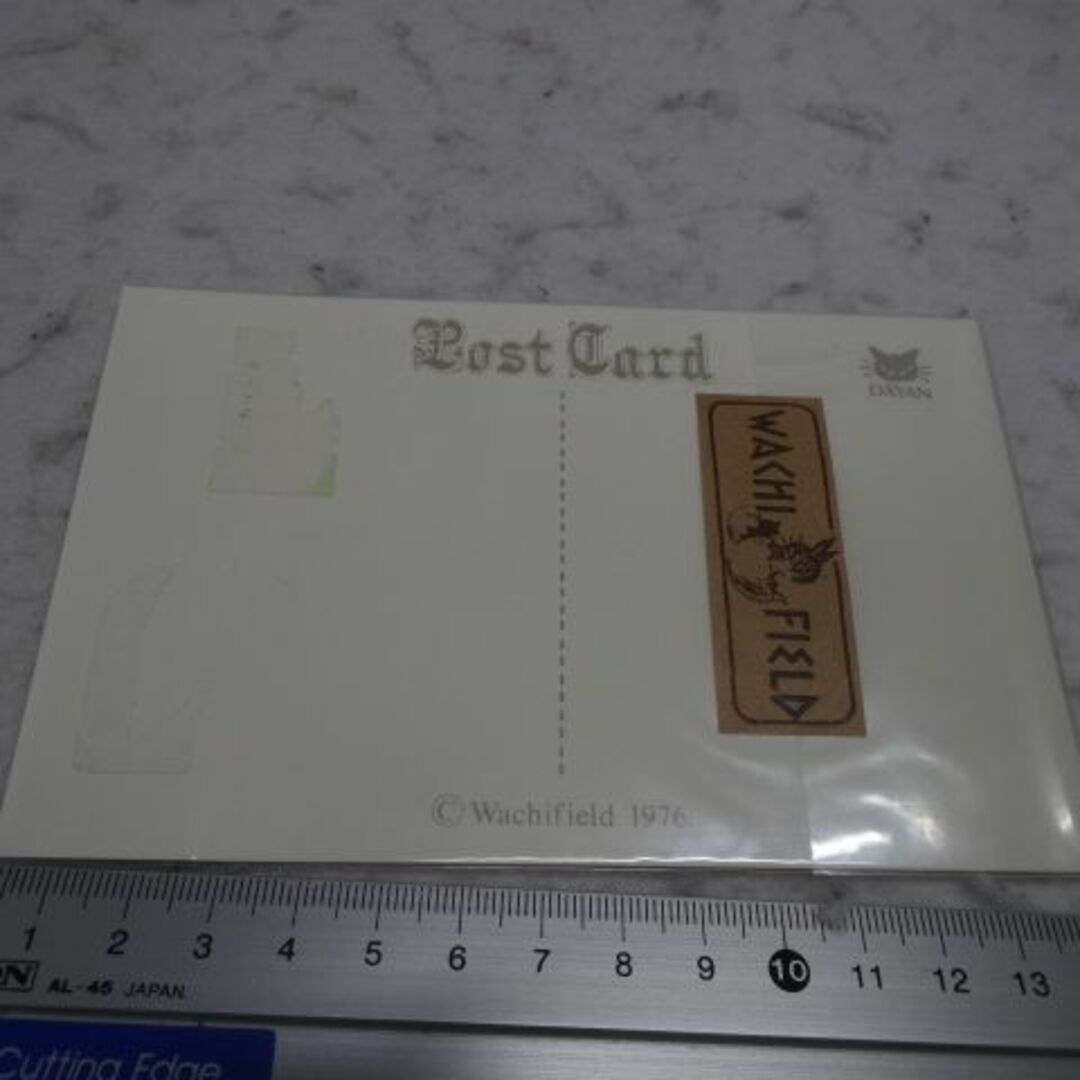 Post Card
DAYAN
WACHI FIELD
© Wachifield 1976.
1 2 3 4 5 6 7 8 9 10 11 12 13
AL-45 JAPAN
Cutting Edge